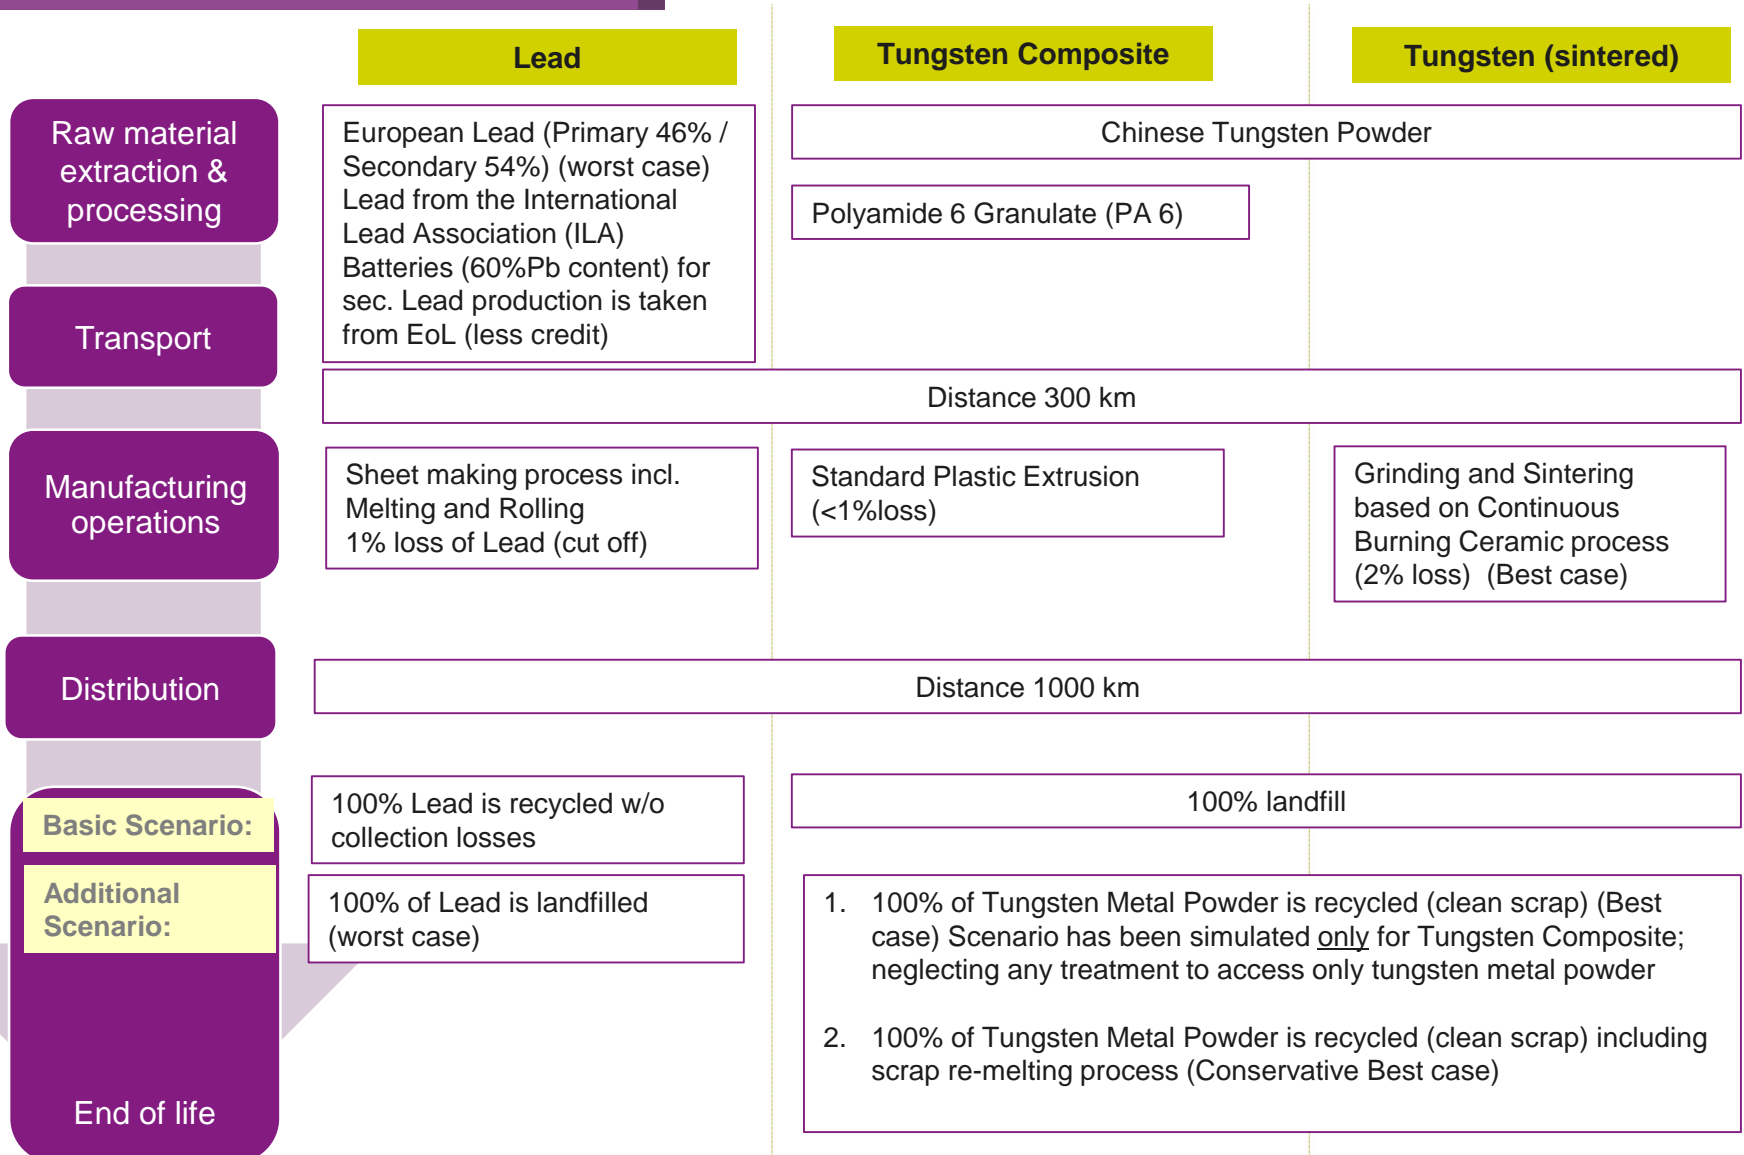 Lead
Tungsten Composite
Tungsten (sintered)
Raw material
extraction &
processing
European Lead (Primary 46% /
Secondary 54%) (worst case)
Lead from the International
Lead Association (ILA)
Batteries (60%Pb content) for
sec. Lead production is taken
from EoL (less credit)
Chinese Tungsten Powder
Polyamide 6 Granulate (PA 6)
Transport
Distance 300 km
Manufacturing
operations
Sheet making process incl.
Melting and Rolling
1% loss of Lead (cut off)
Standard Plastic Extrusion
(<1%loss)
Grinding and Sintering
based on Continuous
Burning Ceramic process
(2% loss) (Best case)
Distribution
Distance 1000 km
Basic Scenario:
100% Lead is recycled w/o
collection losses
100% landfill
Additional
Scenario:
100% of Lead is landfilled
(worst case)
1. 100% of Tungsten Metal Powder is recycled (clean scrap) (Best
case) Scenario has been simulated only for Tungsten Composite;
neglecting any treatment to access only tungsten metal powder
2. 100% of Tungsten Metal Powder is recycled (clean scrap) including
scrap re-melting process (Conservative Best case)
End of life